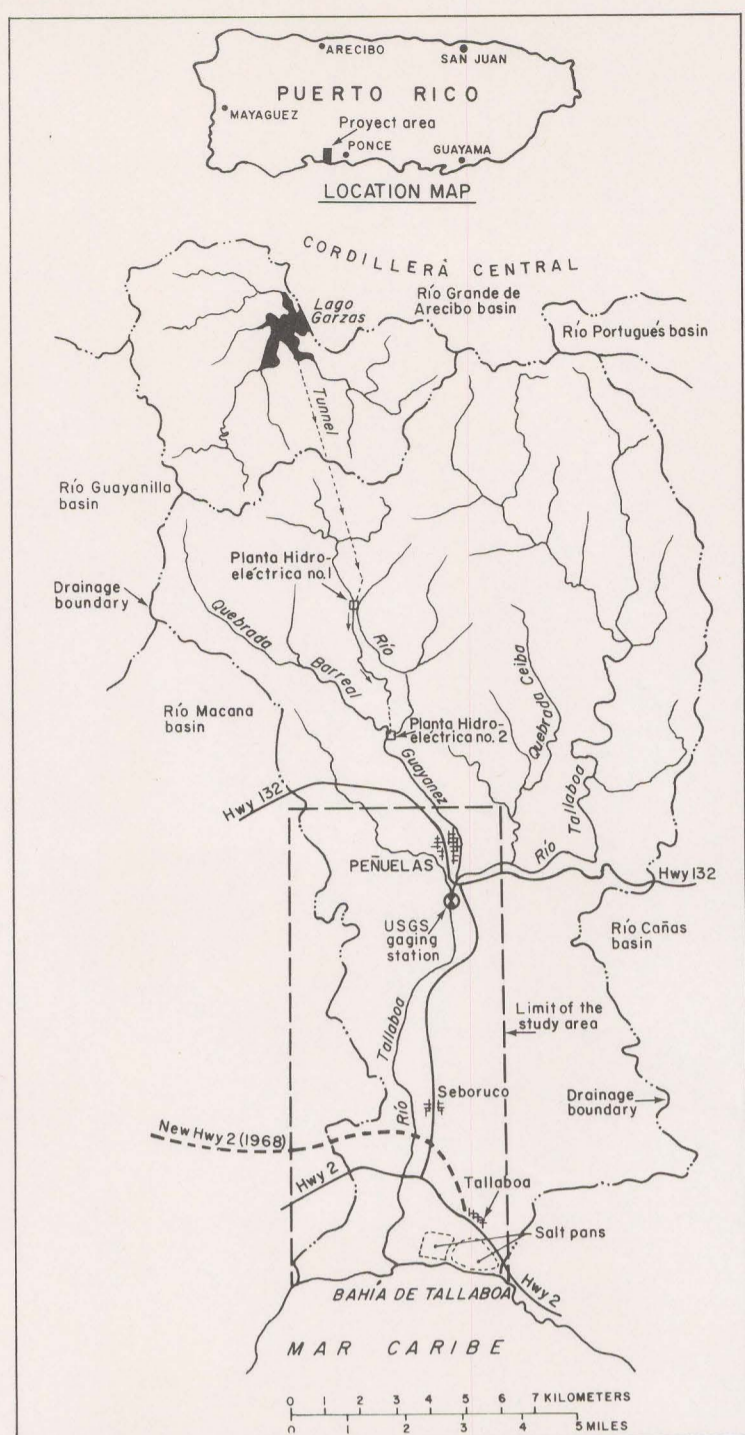 ARECIBO
SAN JUAN
PUERTO RICO
MAYAGUEZ
Proyect area
PONCE
GUAYAMA
LOCATION MAP
CORDILLERA CENTRAL
Lago
Garzas
Río Grande de
Arecibo basin
Río Portugués basin
Tunnel
Río Guayanilla
basin
Planta Hidro-
eléctrica no.1
Drainage
boundary
Quebrada
Barreal
Río
Quebrada Ceiba
Río Macana
basin
Planta Hidro-
eléctrica no. 2
Guayanez
Tallaboa
Hwy 132
Río
PEÑUELAS
Hwy 132
USGS
gaging
station
Río Cañas
basin
Tallaboa
Limit of the
study area
Seboruco
Drainage
boundary
Río
New Hwy 2 (1968)
Hwy 2
Tallaboa
Salt pans
Hwy 2
BAHÍA DE TALLABOA
MAR CARIBE
0 1 2 3 4 5 6 7 KILOMETERS
0 1 2 3 4 5 MILES